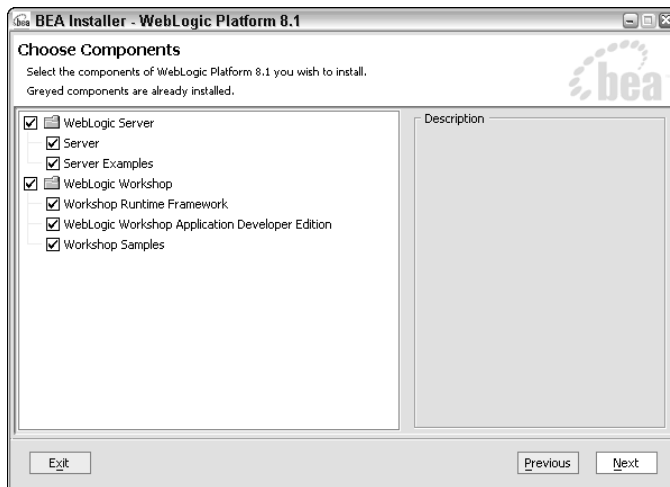 bea BEA Installer - WebLogic Platform 8.1
Choose Components
Select the components of WebLogic Platform 8.1 you wish to install.
Greyed components are already installed.
bea
WebLogic Server
Server
Server Examples
WebLogic Workshop
Workshop Runtime Framework
WebLogic Workshop Application Developer Edition
Workshop Samples
Description
Exit
Previous
Next